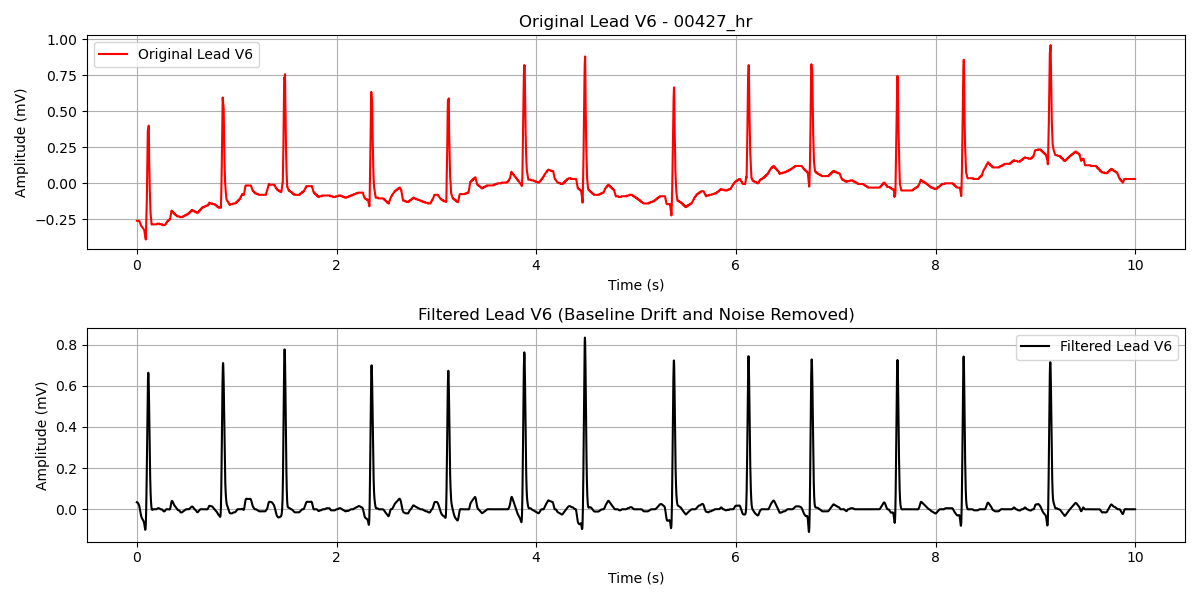 Original Lead V6 - 00427_hr
Original Lead V6
Amplitude (mV)
1.00
0.75
0.50
0.25
0.00
−0.25
0 2 4 6 8 10
Time (s)
Filtered Lead V6 (Baseline Drift and Noise Removed)
Filtered Lead V6
Amplitude (mV)
0.8
0.6
0.4
0.2
0.0
0 2 4 6 8 10
Time (s)